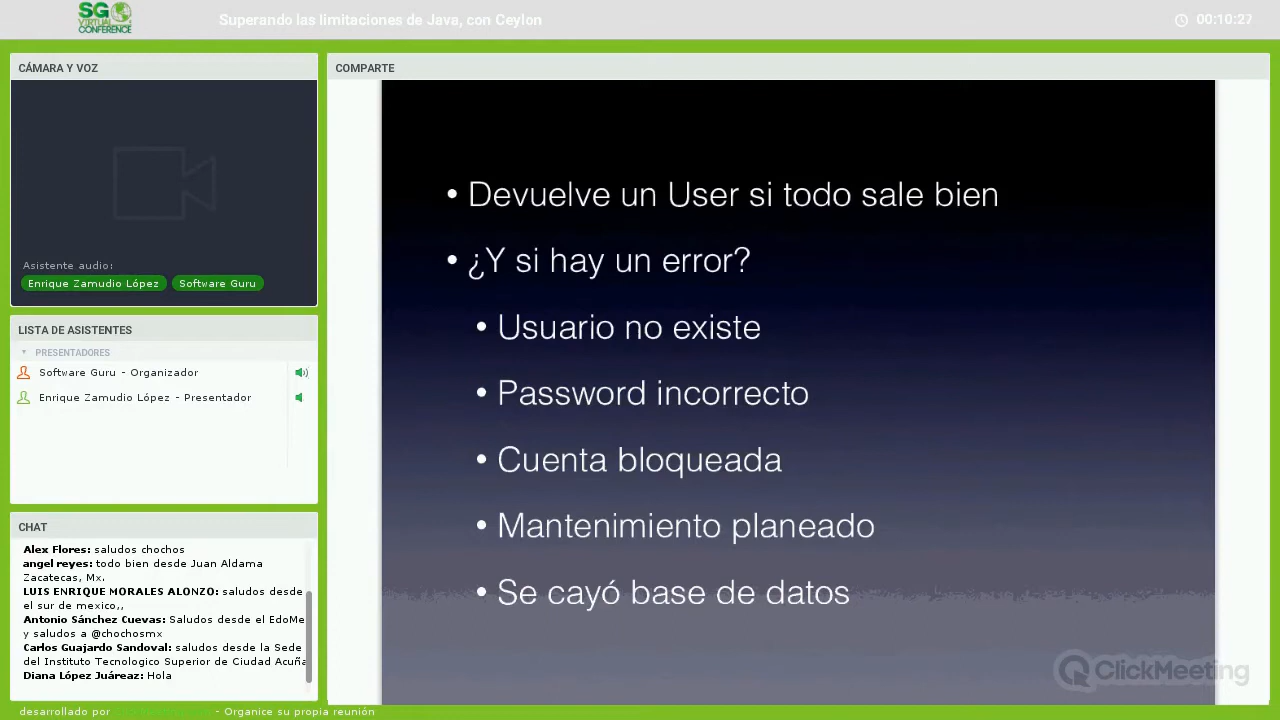 SG
VIRTUAL
CONFERENCE
Superando las limitaciones de Java, con Ceylon
00:10:27
CÁMARA Y VOZ
Asistente audio:
Enrique Zamudio López
Software Guru
LISTA DE ASISTENTES
PRESENTADORES
Software Guru - Organizador
Enrique Zamudio López - Presentador
CHAT
Alex Flores: saludos chochos
angel reyes: todo bien desde Juan Aldama
Zacatecas, Mx.
LUIS ENRIQUE MORALES ALONZO: saludos desde
el sur de mexico,,
Antonio Sánchez Cuevas: Saludos desde el EdoMe
y saludos a @chochosmx
Carlos Guajardo Sandoval: saludos desde la Sede
del Instituto Tecnologico Superior de Ciudad Acuña
Diana López Juáreaz: Hola
desarrollado por
- Organice su propia reunión
COMPARTE
• Devuelve un User si todo sale bien
• ¿Y si hay un error?
• Usuario no existe
• Password incorrecto
• Cuenta bloqueada
• Mantenimiento planeado
• Se cayó base de datos
ClickMeeting